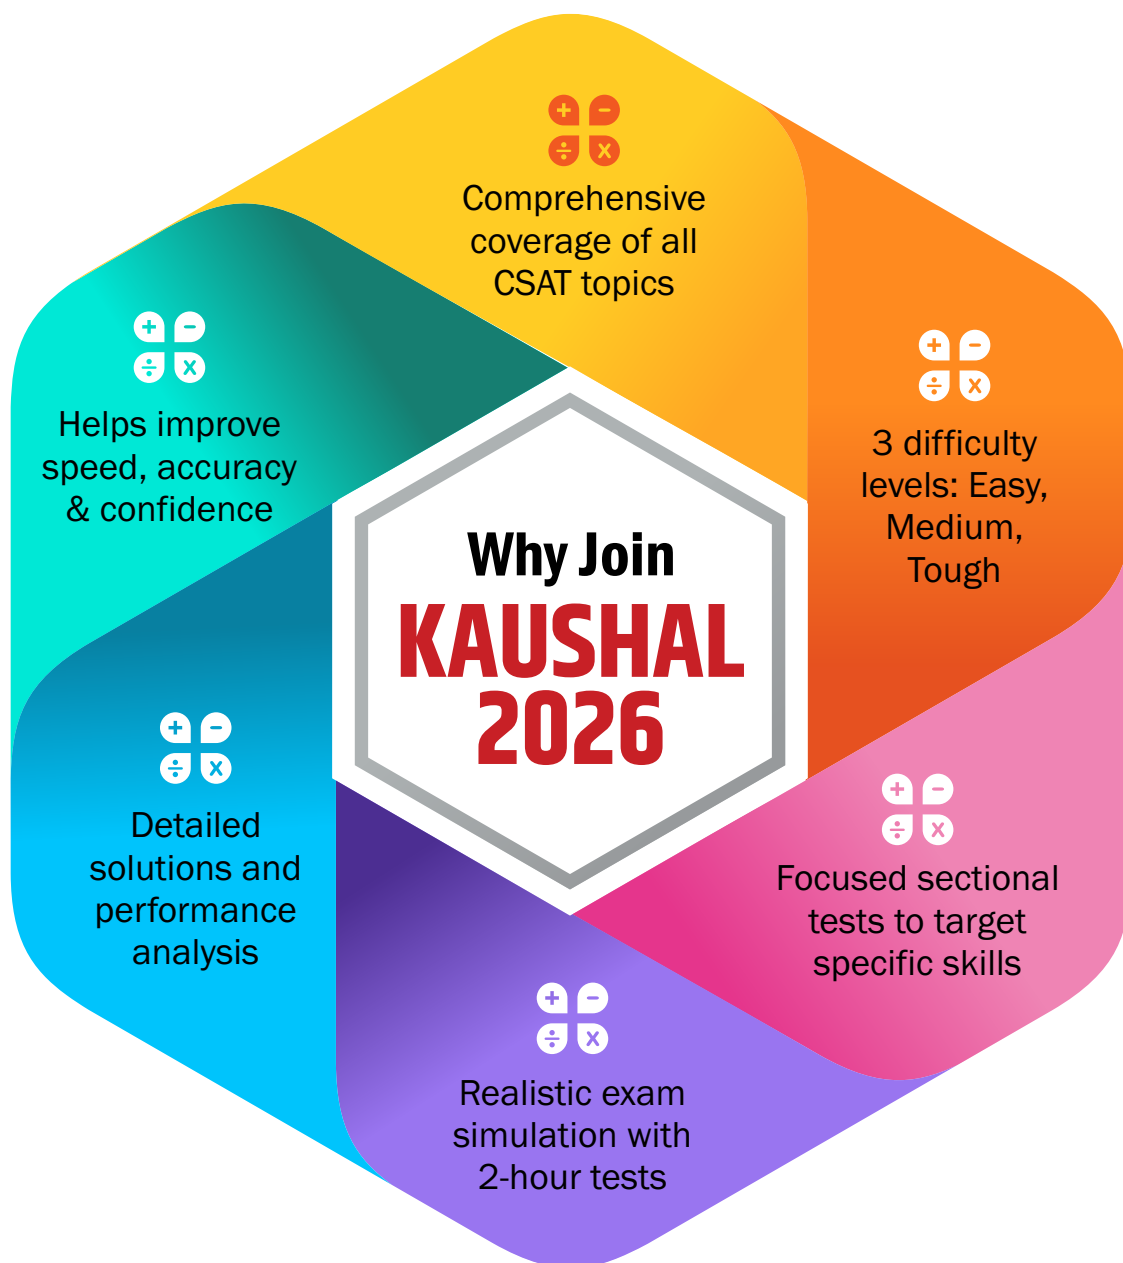 Comprehensive
coverage of all
CSAT topics
3 difficulty
levels: Easy,
Medium,
Tough
Focused sectional
tests to target
specific skills
Realistic exam
simulation with
2-hour tests
Detailed
solutions and
performance
analysis
Helps improve
speed, accuracy
& confidence
Why Join
KAUSHAL
2026